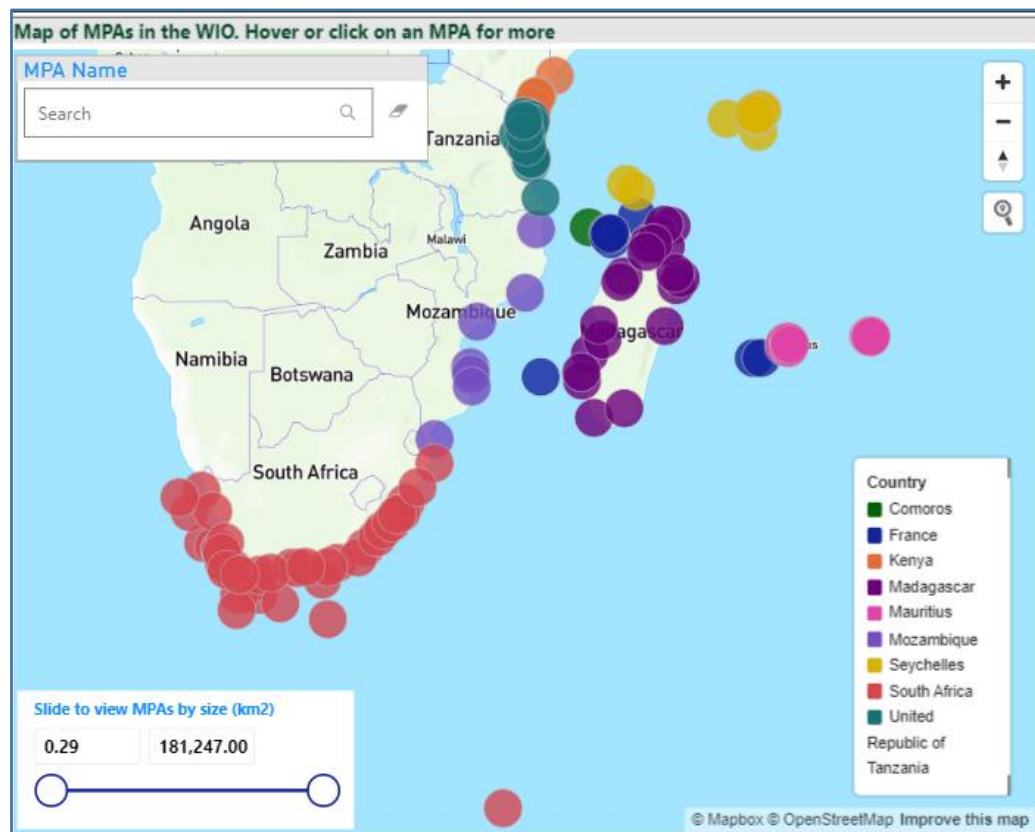 Map of MPAs in the WIO. Hover or click on an MPA for more
MPA Name
Search
Tanzania
Angola
Malawi
Zambia
Mozambique
Madagascar
Namibia
Botswana
South Africa
Country
Comoros
France
Kenya
Madagascar
Mauritius
Mozambique
Seychelles
South Africa
United
Republic of
Tanzania
Slide to view MPAs by size (km2)
0.29 181,247.00
© Mapbox © OpenStreetMap Improve this map